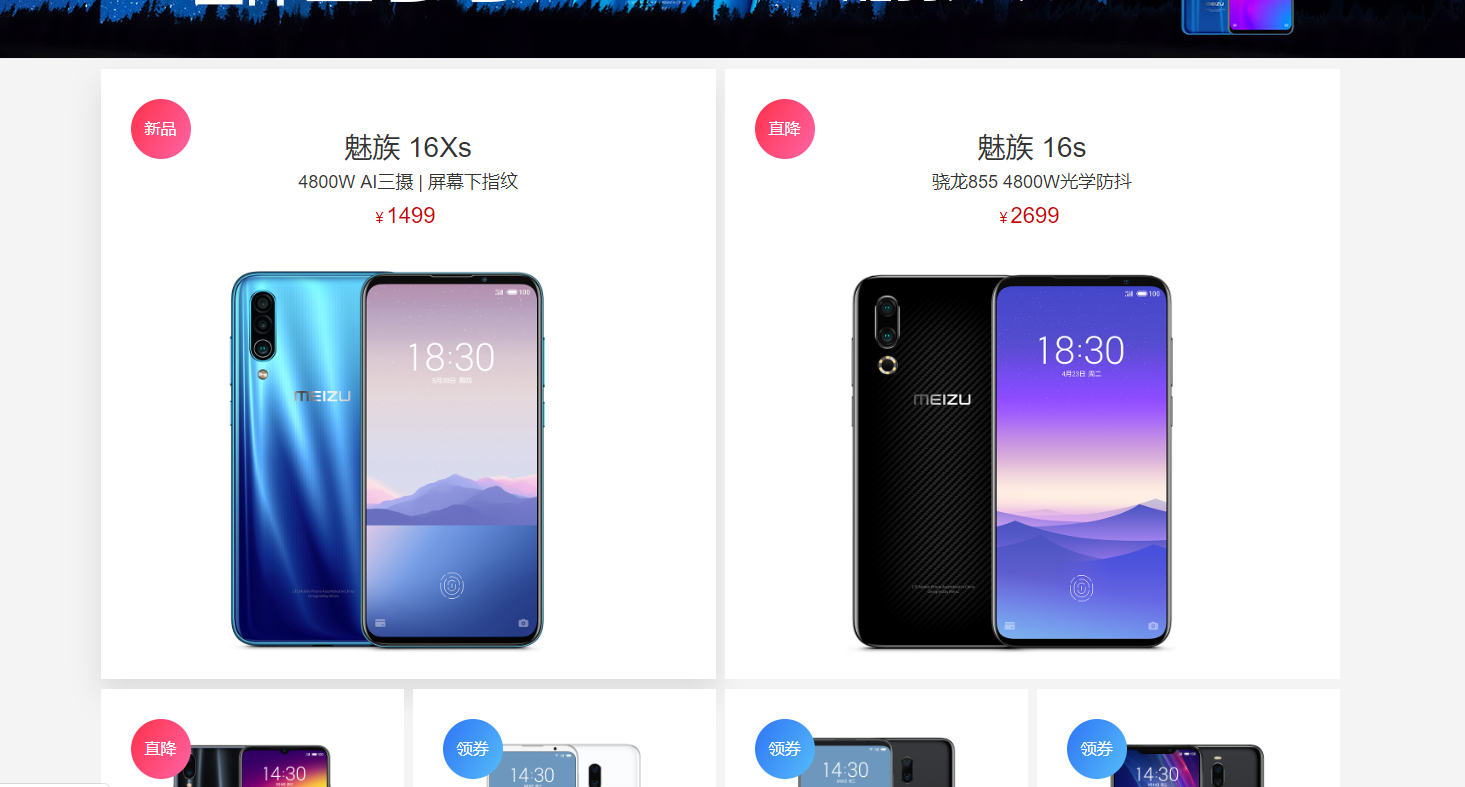 新品
魅族 16Xs
4800W AI三摄 | 屏幕下指纹
¥ 1499
100
18:30
MEIZU
直降
魅族 16s
骁龙855 4800W光学防抖
¥ 2699
100
18:30
4月23日 周二
MEIZU
直降
14:30
领券
14:30
领券
14:30
领券
14:30